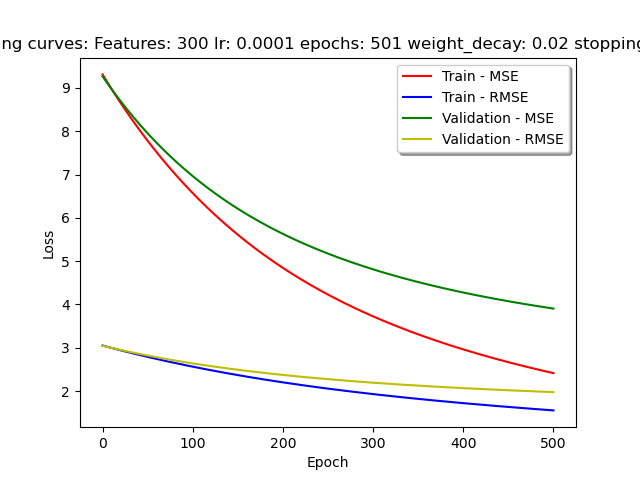 ng curves: Features: 300 lr: 0.0001 epochs: 501 weight_decay: 0.02 stopping
Train - MSE
Train - RMSE
Validation - MSE
Validation - RMSE
9
8
7
6
5
4
3
2
Loss
0 100 200 300 400 500
Epoch